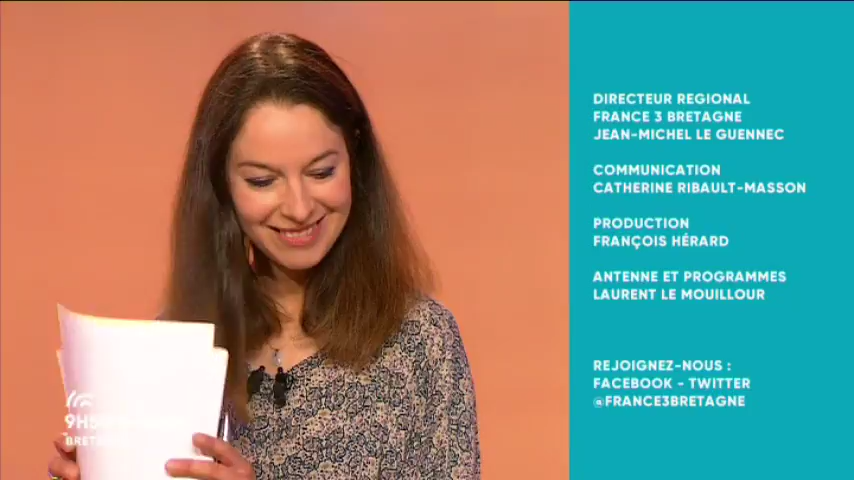 DIRECTEUR REGIONAL
FRANCE 3 BRETAGNE
JEAN-MICHEL LE GUENNEC
COMMUNICATION
CATHERINE RIBAULT-MASSON
PRODUCTION
FRANÇOIS HÉRARD
ANTENNE ET PROGRAMMES
LAURENT LE MOUILLOUR
REJOIGNEZ-NOUS :
FACEBOOK - TWITTER
@FRANCE3BRETAGNE